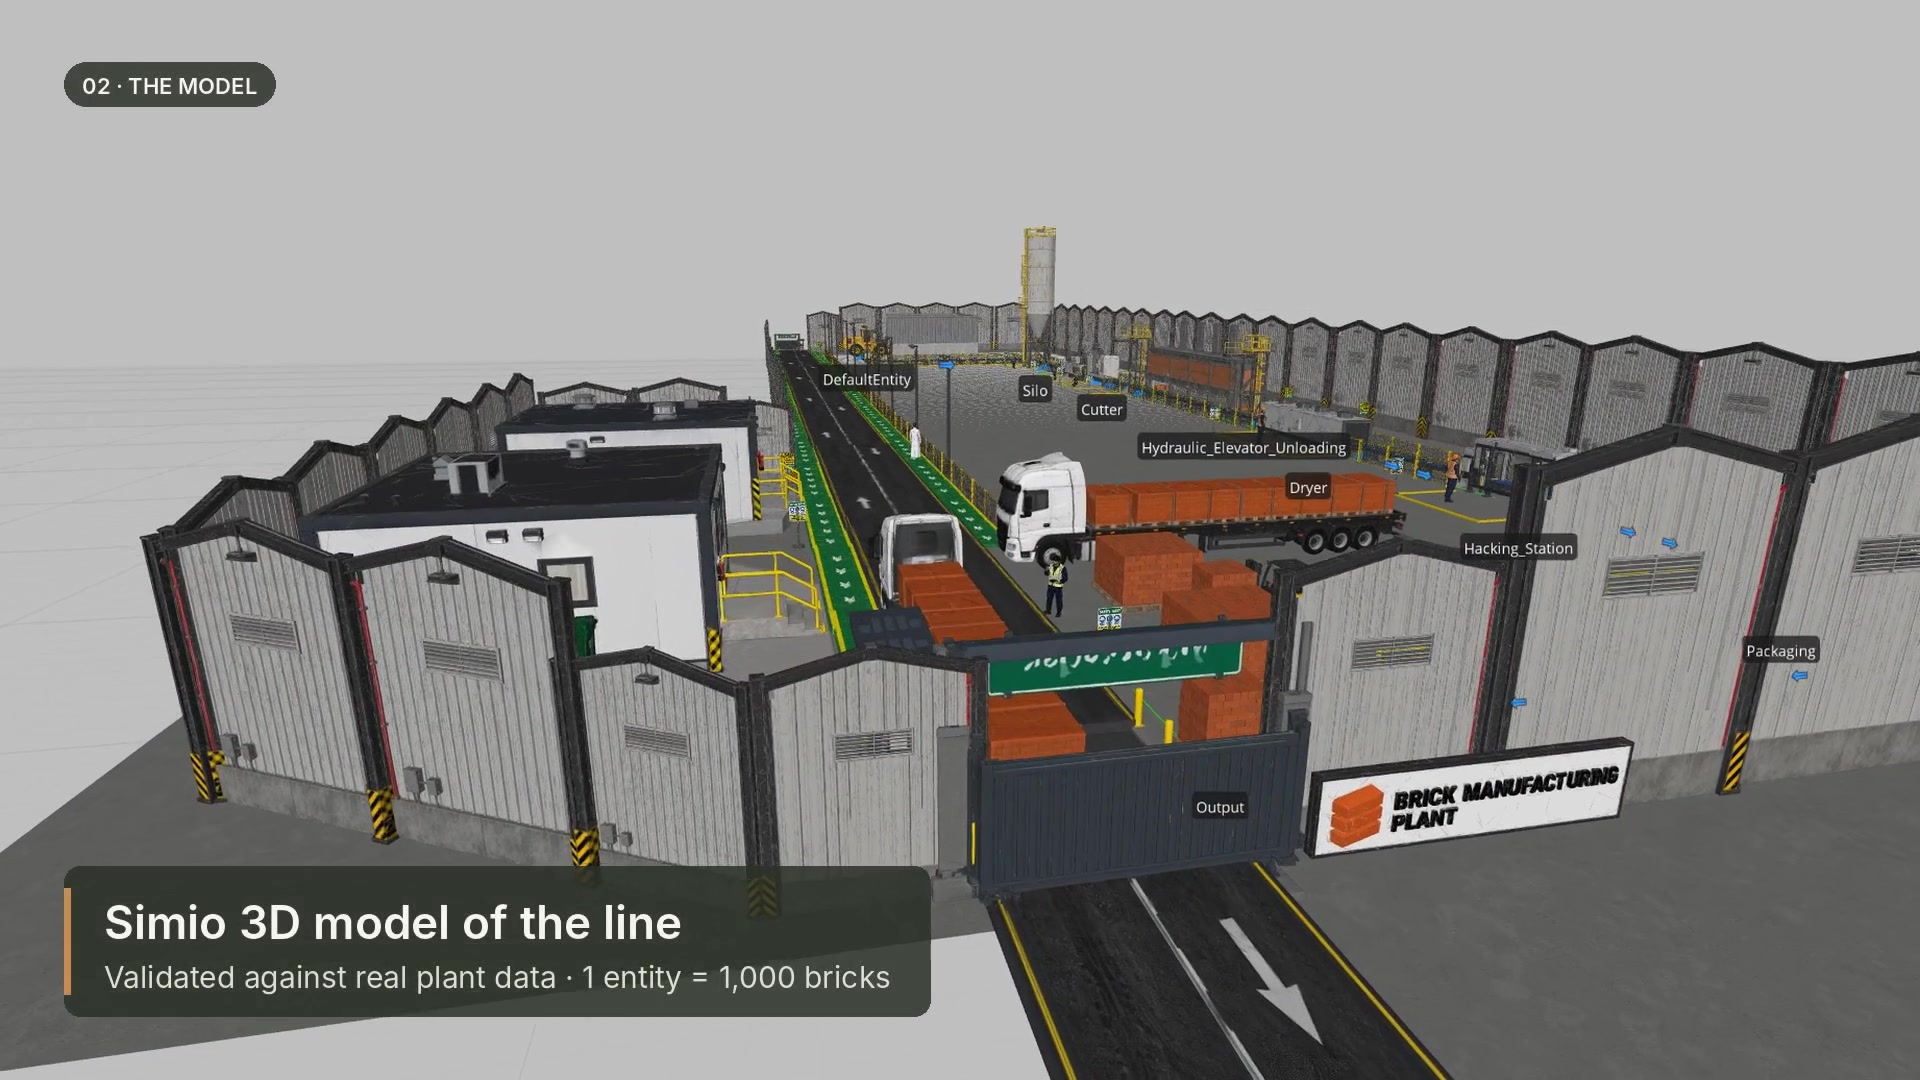 02 · THE MODEL
DefaultEntity
Silo
Cutter
Hydraulic_Elevator_Unloading
Dryer
Hacking_Station
Packaging
Output
BRICK MANUFACTURING
PLANT
Simio 3D model of the line
Validated against real plant data · 1 entity = 1,000 bricks